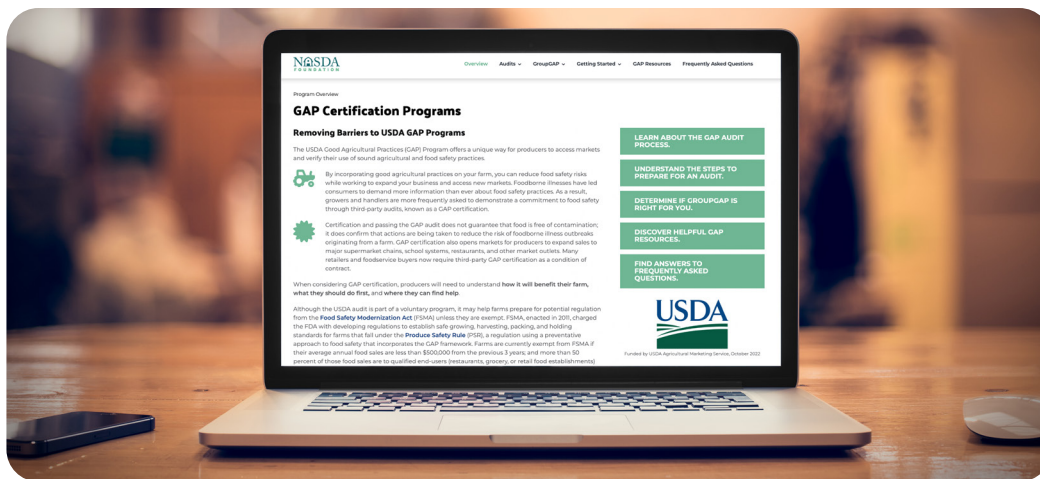 NASDA
FOUNDATION
Overview Audits GroupGAP Getting Started GAP Resources Frequently Asked Questions
Program Overview
GAP Certification Programs
Removing Barriers to USDA GAP Programs
The USDA Good Agricultural Practices (GAP) Program offers a unique way for producers to access markets
and verify their use of sound agricultural and food safety practices.
By incorporating good agricultural practices on your farm, you can reduce food safety risks
while working to expand your business and access new markets. Foodborne illnesses have led
consumers to demand more information than ever about food safety practices. As a result,
growers and handlers are more frequently asked to demonstrate a commitment to food safety
through third-party audits, known as a GAP certification.
Certification and passing the GAP audit does not guarantee that food is free of contamination;
it does confirm that actions are being taken to reduce the risk of foodborne illness outbreaks
originating from a farm. GAP certification also opens markets for producers to expand sales to
major supermarket chains, school systems, restaurants, and other market outlets. Many
retailers and foodservice buyers now require third-party GAP certification as a condition of
contract.
When considering GAP certification, producers will need to understand how it will benefit their farm,
what they should do first, and where they can find help.
Although the USDA audit is part of a voluntary program, it may help farms prepare for potential regulation
from the Food Safety Modernization Act (FSMA) unless they are exempt. FSMA, enacted in 2011, charged
the FDA with developing regulations to establish safe growing, harvesting, packing, and holding
standards for farms that fall under the Produce Safety Rule (PSR), a regulation using a preventative
approach to food safety that incorporates the GAP framework. Farms are currently exempt from FSMA if
their average annual food sales are less than $500,000 from the previous 3 years; and more than 50
percent of those food sales are to qualified end-users (restaurants, grocery, or retail food establishments)
LEARN ABOUT THE GAP AUDIT
PROCESS.
UNDERSTAND THE STEPS TO
PREPARE FOR AN AUDIT.
DETERMINE IF GROUPGAP IS
RIGHT FOR YOU.
DISCOVER HELPFUL GAP
RESOURCES.
FIND ANSWERS TO
FREQUENTLY ASKED
QUESTIONS.
USDA
Funded by USDA Agricultural Marketing Service, October 2022